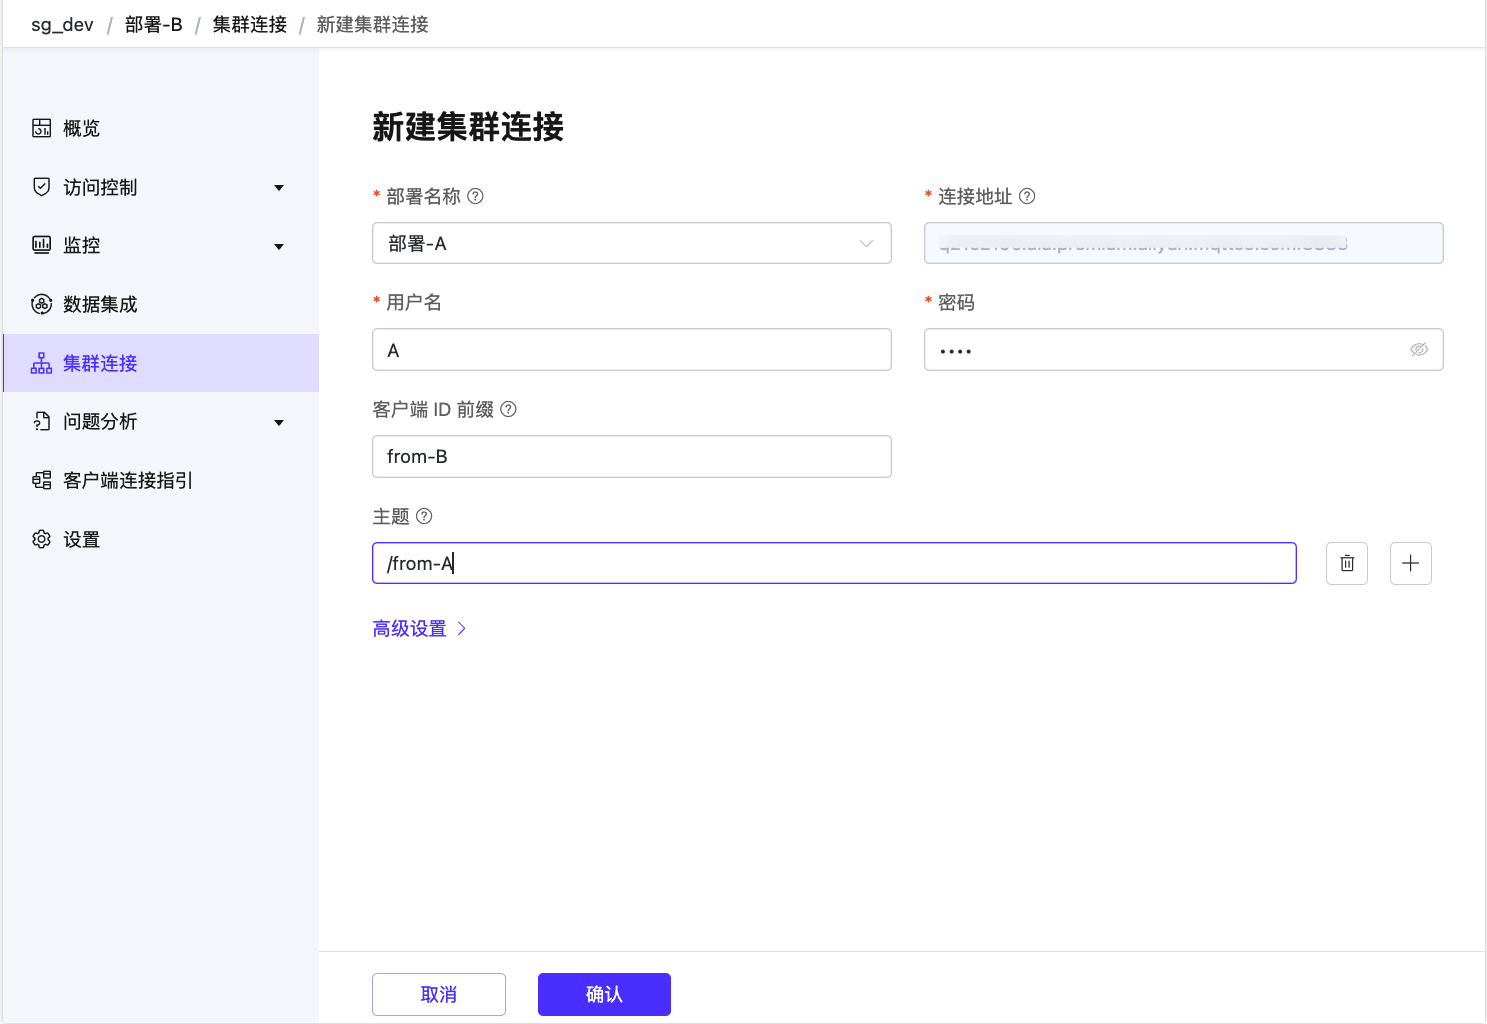 sg_dev / 部署-B / 集群连接 / 新建集群连接
概览
访问控制
监控
数据集成
集群连接
问题分析
客户端连接指引
设置
新建集群连接
* 部署名称
部署-A
* 连接地址
* 用户名
A
* 密码
••••
客户端 ID 前缀
from-B
主题
/from-A
高级设置
取消
确认